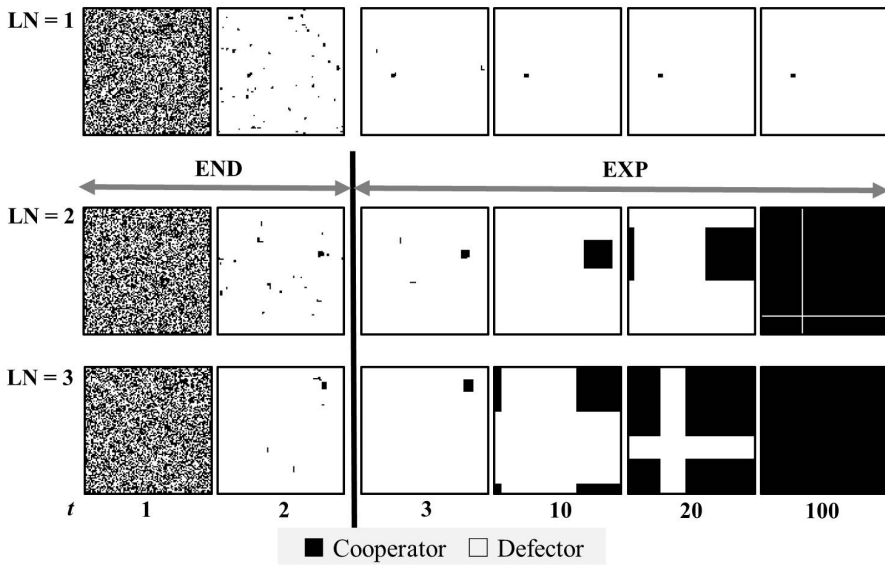 LN = 1
END EXP
LN = 2
LN = 3
t 1 2 3 10 20 100
Cooperator Defector